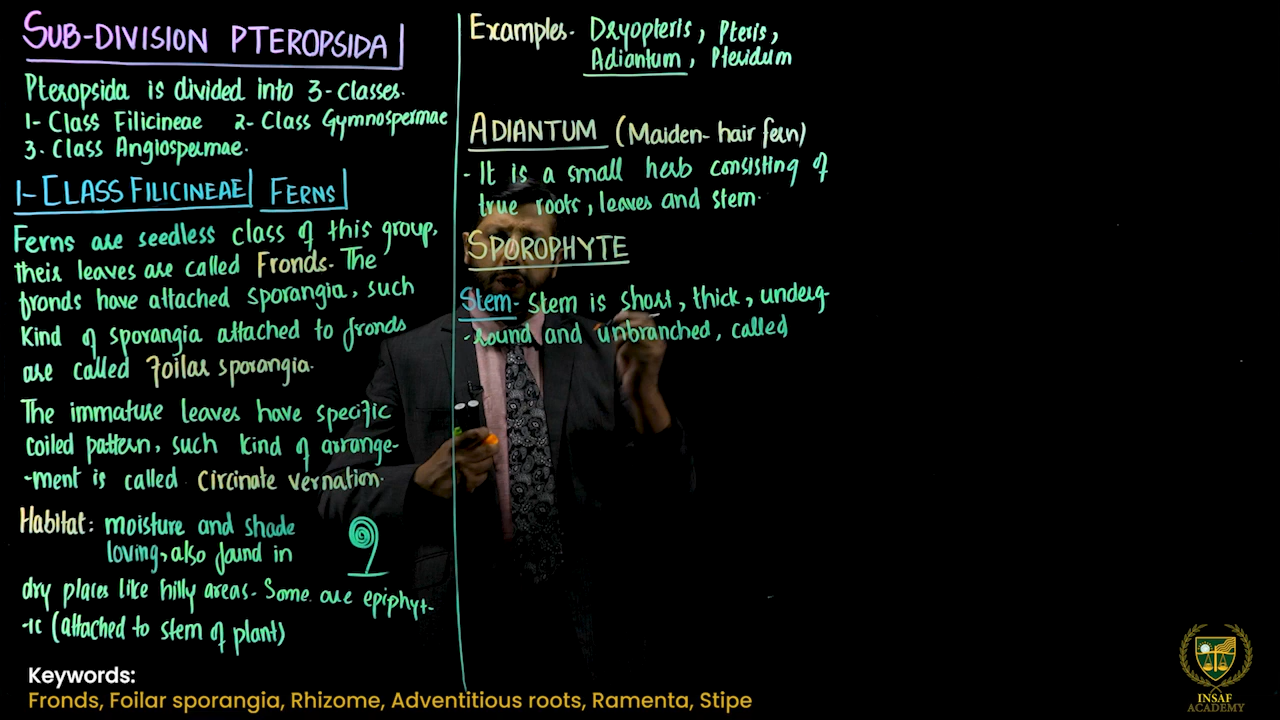 SUB-DIVISION PTEROPSIDA
Pteropsida is divided into 3-classes.
1- Class Filicineae 2- Class Gymnospermae
3. Class Angiospermae.
1- CLASS FILICINEAE FERNS
Ferns are seedless class of this group,
their leaves are called Fronds. The
fronds have attached sporangia, such
Kind of sporangia attached to fronds
are called Foilar sporangia.
The immature leaves have specific
coiled pattern, such kind of arrange-
-ment is called circinate vernation.
Habitat: moisture and shade
loving, also found in
dry places like hilly areas. Some are epiphyt-
-ic (attached to stem of plant)
Examples- Dryopteris, Pteris,
Adiantum, Pteridum
ADIANTUM (Maiden-hair fern)
- It is a small herb consisting of
true roots, leaves and stem.
SPOROPHYTE
Stem- Stem is short, thick, underg-
-round and unbranched, called
Keywords:
Fronds, Foilar sporangia, Rhizome, Adventitious roots, Ramenta, Stipe
INSAF
ACADEMY